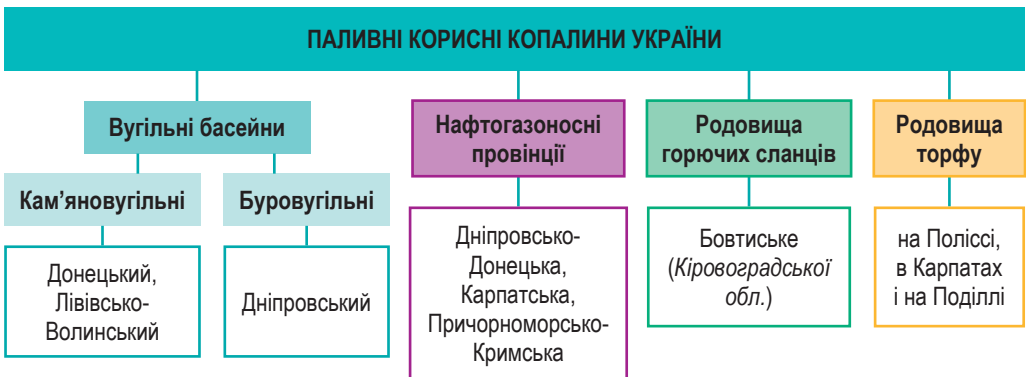 ПАЛИВНІ КОРИСНІ КОПАЛИНИ УКРАЇНИ
Вугільні басейни
Кам’яновугільні
Донецький,
Лівівсько-
Волинський
Буровугільні
Дніпровський
Нафтогазоносні
провінції
Дніпровсько-
Донецька,
Карпатська,
Причорноморсько-
Кримська
Родовища
горючих сланців
Бовтиське
(Кіровоградської
обл.)
Родовища
торфу
на Поліссі,
в Карпатах
і на Поділлі